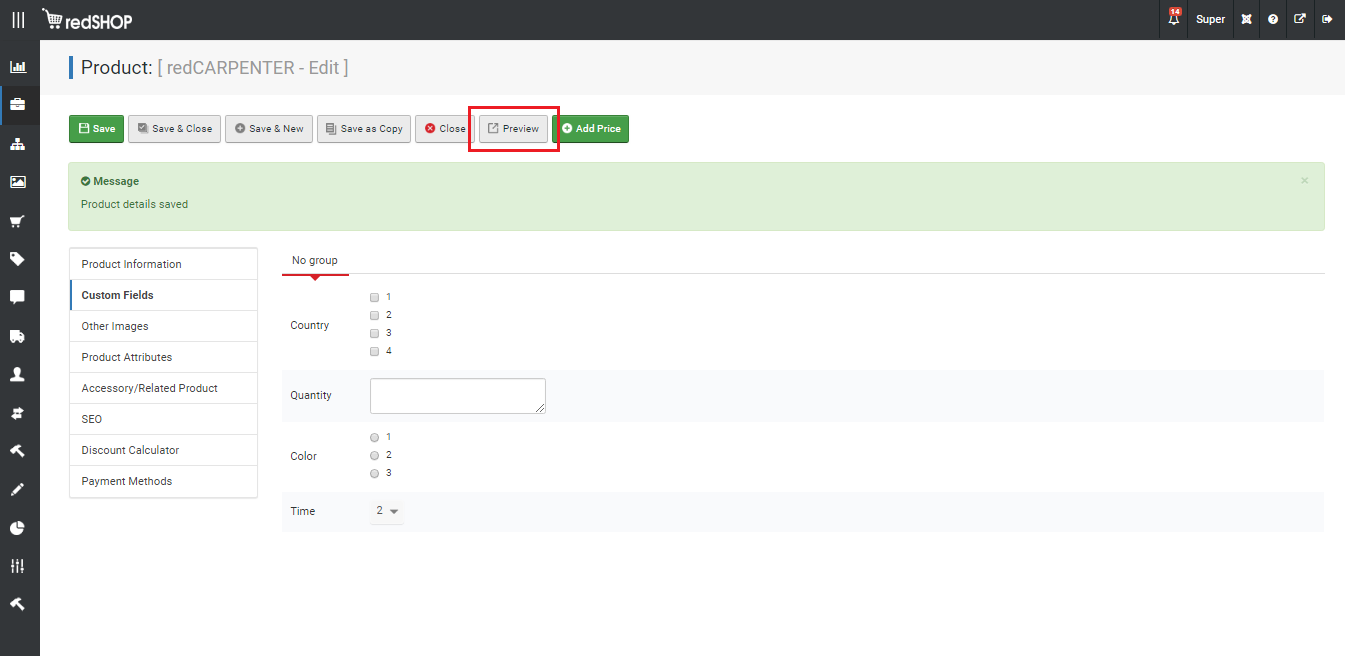 redSHOP 14 Super
Product: [ redCARPENTER - Edit ]
Save Save & Close Save & New Save as Copy Close Preview Add Price
Message ×
Product details saved
Product Information
Custom Fields
Other Images
Product Attributes
Accessory/Related Product
SEO
Discount Calculator
Payment Methods
No group
Country
1
2
3
4
Quantity
Color
1
2
3
Time 2